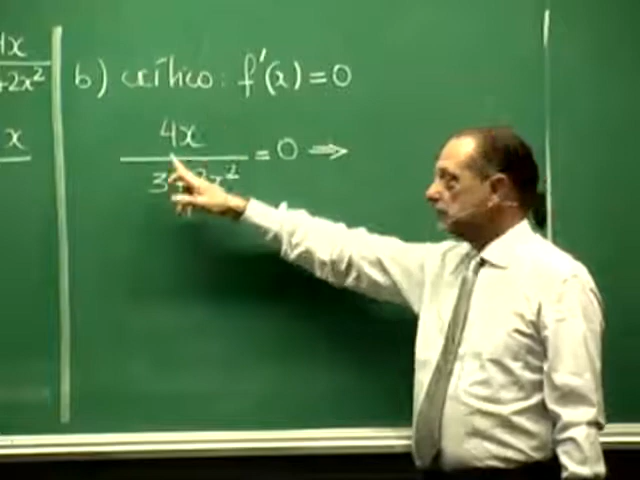 4x
+2x²
x
b) crítico: f'(x) = 0
4x
3+2x² = 0 ⇒